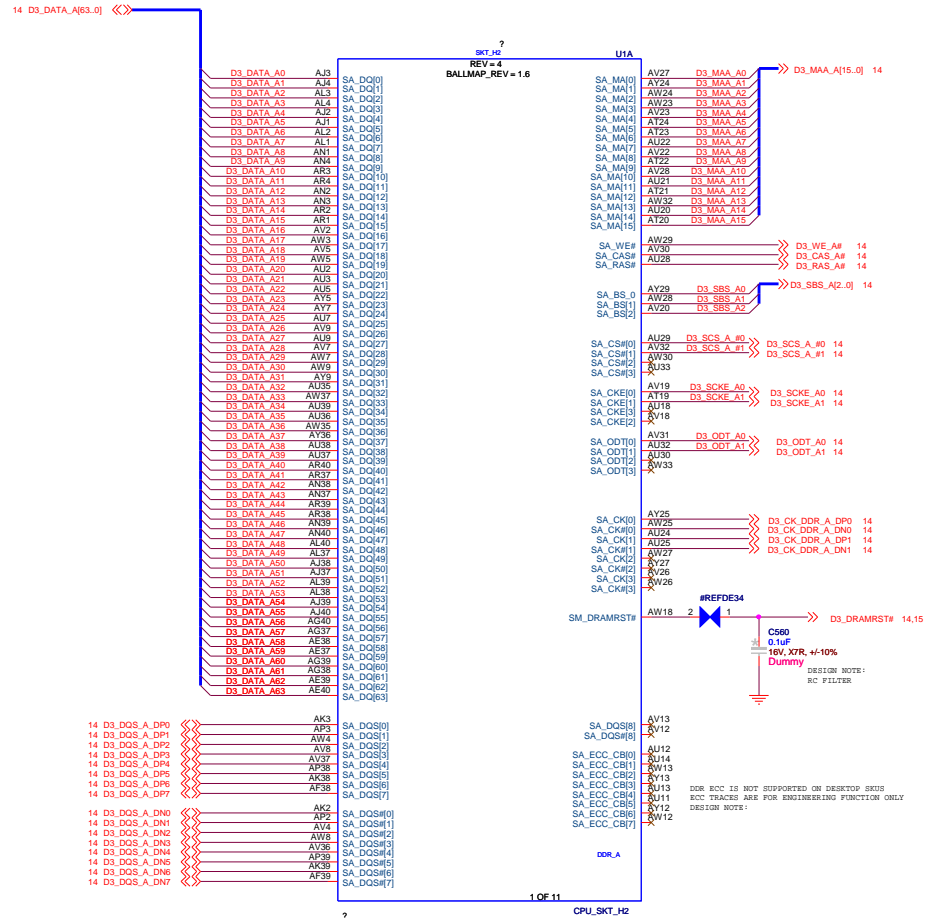 14 D3_DATA_A[63..0]
?
SKT_H2
U1A
REV = 4
BALLMAP_REV = 1.6
D3_DATA_A0 AJ3 SA_DQ[0]
D3_DATA_A1 AJ4 SA_DQ[1]
D3_DATA_A2 AL3 SA_DQ[2]
D3_DATA_A3 AL4 SA_DQ[3]
D3_DATA_A4 AJ2 SA_DQ[4]
D3_DATA_A5 AJ1 SA_DQ[5]
D3_DATA_A6 AL2 SA_DQ[6]
D3_DATA_A7 AL1 SA_DQ[7]
D3_DATA_A8 AN1 SA_DQ[8]
D3_DATA_A9 AN4 SA_DQ[9]
D3_DATA_A10 AR3 SA_DQ[10]
D3_DATA_A11 AR4 SA_DQ[11]
D3_DATA_A12 AN2 SA_DQ[12]
D3_DATA_A13 AN3 SA_DQ[13]
D3_DATA_A14 AR2 SA_DQ[14]
D3_DATA_A15 AR1 SA_DQ[15]
D3_DATA_A16 AV2 SA_DQ[16]
D3_DATA_A17 AW3 SA_DQ[17]
D3_DATA_A18 AV5 SA_DQ[18]
D3_DATA_A19 AW5 SA_DQ[19]
D3_DATA_A20 AU2 SA_DQ[20]
D3_DATA_A21 AU3 SA_DQ[21]
D3_DATA_A22 AU5 SA_DQ[22]
D3_DATA_A23 AY5 SA_DQ[23]
D3_DATA_A24 AY7 SA_DQ[24]
D3_DATA_A25 AU7 SA_DQ[25]
D3_DATA_A26 AV9 SA_DQ[26]
D3_DATA_A27 AU9 SA_DQ[27]
D3_DATA_A28 AV7 SA_DQ[28]
D3_DATA_A29 AW7 SA_DQ[29]
D3_DATA_A30 AW9 SA_DQ[30]
D3_DATA_A31 AY9 SA_DQ[31]
D3_DATA_A32 AU35 SA_DQ[32]
D3_DATA_A33 AW37 SA_DQ[33]
D3_DATA_A34 AU39 SA_DQ[34]
D3_DATA_A35 AU36 SA_DQ[35]
D3_DATA_A36 AW35 SA_DQ[36]
D3_DATA_A37 AY36 SA_DQ[37]
D3_DATA_A38 AU38 SA_DQ[38]
D3_DATA_A39 AU37 SA_DQ[39]
D3_DATA_A40 AR40 SA_DQ[40]
D3_DATA_A41 AR37 SA_DQ[41]
D3_DATA_A42 AN38 SA_DQ[42]
D3_DATA_A43 AN37 SA_DQ[43]
D3_DATA_A44 AR39 SA_DQ[44]
D3_DATA_A45 AR38 SA_DQ[45]
D3_DATA_A46 AN39 SA_DQ[46]
D3_DATA_A47 AN40 SA_DQ[47]
D3_DATA_A48 AL40 SA_DQ[48]
D3_DATA_A49 AL37 SA_DQ[49]
D3_DATA_A50 AJ38 SA_DQ[50]
D3_DATA_A51 AJ37 SA_DQ[51]
D3_DATA_A52 AL39 SA_DQ[52]
D3_DATA_A53 AL38 SA_DQ[53]
D3_DATA_A54 AJ39 SA_DQ[54]
D3_DATA_A55 AJ40 SA_DQ[55]
D3_DATA_A56 AG40 SA_DQ[56]
D3_DATA_A57 AG37 SA_DQ[57]
D3_DATA_A58 AE38 SA_DQ[58]
D3_DATA_A59 AE37 SA_DQ[59]
D3_DATA_A60 AG39 SA_DQ[60]
D3_DATA_A61 AG38 SA_DQ[61]
D3_DATA_A62 AE39 SA_DQ[62]
D3_DATA_A63 AE40 SA_DQ[63]
14 D3_DQS_A_DP0 AK3 SA_DQS[0]
14 D3_DQS_A_DP1 AP3 SA_DQS[1]
14 D3_DQS_A_DP2 AW4 SA_DQS[2]
14 D3_DQS_A_DP3 AV8 SA_DQS[3]
14 D3_DQS_A_DP4 AV37 SA_DQS[4]
14 D3_DQS_A_DP5 AP38 SA_DQS[5]
14 D3_DQS_A_DP6 AK38 SA_DQS[6]
14 D3_DQS_A_DP7 AF38 SA_DQS[7]
14 D3_DQS_A_DN0 AK2 SA_DQS#[0]
14 D3_DQS_A_DN1 AP2 SA_DQS#[1]
14 D3_DQS_A_DN2 AV4 SA_DQS#[2]
14 D3_DQS_A_DN3 AW8 SA_DQS#[3]
14 D3_DQS_A_DN4 AV36 SA_DQS#[4]
14 D3_DQS_A_DN5 AP39 SA_DQS#[5]
14 D3_DQS_A_DN6 AK39 SA_DQS#[6]
14 D3_DQS_A_DN7 AF39 SA_DQS#[7]
SA_MA[0] AV27 D3_MAA_A0 D3_MAA_A[15..0] 14
SA_MA[1] AY24 D3_MAA_A1
SA_MA[2] AW24 D3_MAA_A2
SA_MA[3] AW23 D3_MAA_A3
SA_MA[4] AV23 D3_MAA_A4
SA_MA[5] AT24 D3_MAA_A5
SA_MA[6] AT23 D3_MAA_A6
SA_MA[7] AU22 D3_MAA_A7
SA_MA[8] AV22 D3_MAA_A8
SA_MA[9] AT22 D3_MAA_A9
SA_MA[10] AV28 D3_MAA_A10
SA_MA[11] AU21 D3_MAA_A11
SA_MA[12] AT21 D3_MAA_A12
SA_MA[13] AW32 D3_MAA_A13
SA_MA[14] AU20 D3_MAA_A14
SA_MA[15] AT20 D3_MAA_A15
SA_WE# AW29 D3_WE_A# 14
SA_CAS# AV30 D3_CAS_A# 14
SA_RAS# AU28 D3_RAS_A# 14
SA_BS_0 AY29 D3_SBS_A0 D3_SBS_A[2..0] 14
SA_BS[1] AW28 D3_SBS_A1
SA_BS[2] AV20 D3_SBS_A2
SA_CS#[0] AU29 D3_SCS_A_#0 D3_SCS_A_#0 14
SA_CS#[1] AV32 D3_SCS_A_#1 D3_SCS_A_#1 14
SA_CS#[2] AW30
SA_CS#[3] AU33
SA_CKE[0] AV19 D3_SCKE_A0 D3_SCKE_A0 14
SA_CKE[1] AT19 D3_SCKE_A1 D3_SCKE_A1 14
SA_CKE[3] AU18
SA_CKE[2] AV18
SA_ODT[0] AV31 D3_ODT_A0 D3_ODT_A0 14
SA_ODT[1] AU32 D3_ODT_A1 D3_ODT_A1 14
SA_ODT[2] AU30
SA_ODT[3] AW33
SA_CK[0] AY25 D3_CK_DDR_A_DP0 14
SA_CK#[0] AW25 D3_CK_DDR_A_DN0 14
SA_CK[1] AU24 D3_CK_DDR_A_DP1 14
SA_CK#[1] AU25 D3_CK_DDR_A_DN1 14
SA_CK[2] AW27
SA_CK#[2] AY27
SA_CK[3] AV26
SA_CK#[3] AW26
#REFDE34
SM_DRAMRST# AW18 2 1 D3_DRAMRST# 14,15
C560
0.1uF
16V, X7R, +/-10%
Dummy
DESIGN NOTE:
RC FILTER
SA_DQS[8] AV13
SA_DQS#[8] AV12
SA_ECC_CB[0] AU12
SA_ECC_CB[1] AU14
SA_ECC_CB[2] AW13
SA_ECC_CB[3] AY13
SA_ECC_CB[4] AU13
SA_ECC_CB[5] AU11
SA_ECC_CB[6] AY12
SA_ECC_CB[7] AW12
DDR ECC IS NOT SUPPORTED ON DESKTOP SKUS
ECC TRACES ARE FOR ENGINEERING FUNCTION ONLY
DESIGN NOTE:
DDR_A
1 OF 11
CPU_SKT_H2
?